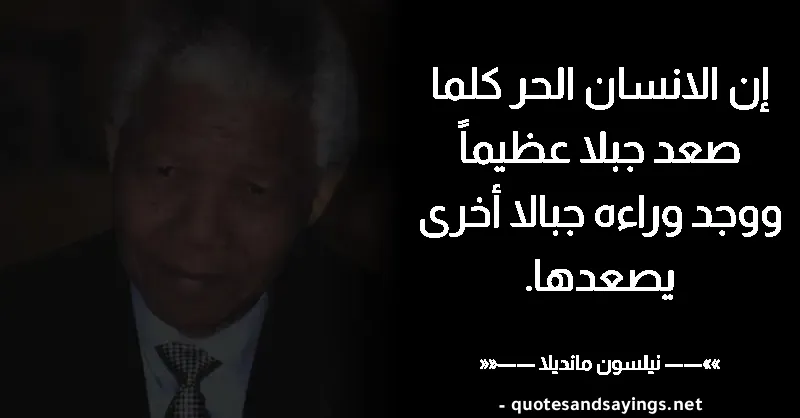 إن الانسان الحر كلما
صعد جبلا عظيماً
ووجد وراءه جبالا أخرى
يصعدها.
»»—— نيلسون مانديلا ——««
- quotesandsayings.net